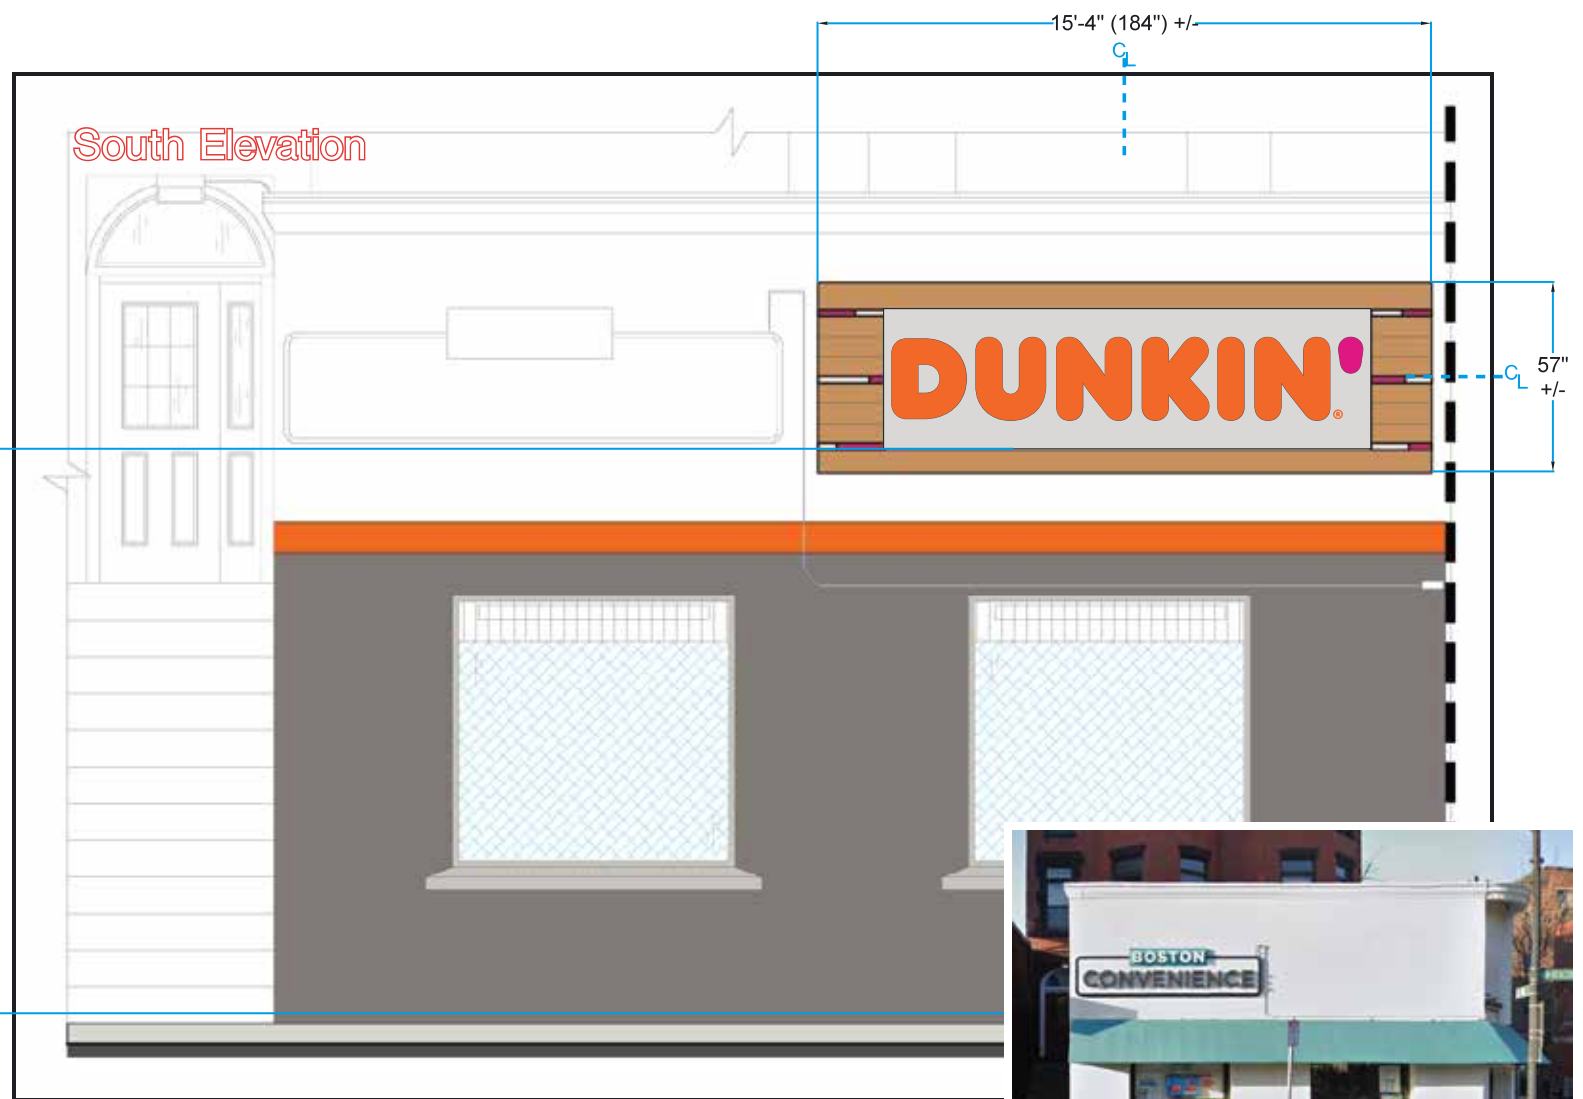 15'-4" (184") +/-
CL
South Elevation
DUNKIN'®
CL
57"
+/-
BOSTON
CONVENIENCE